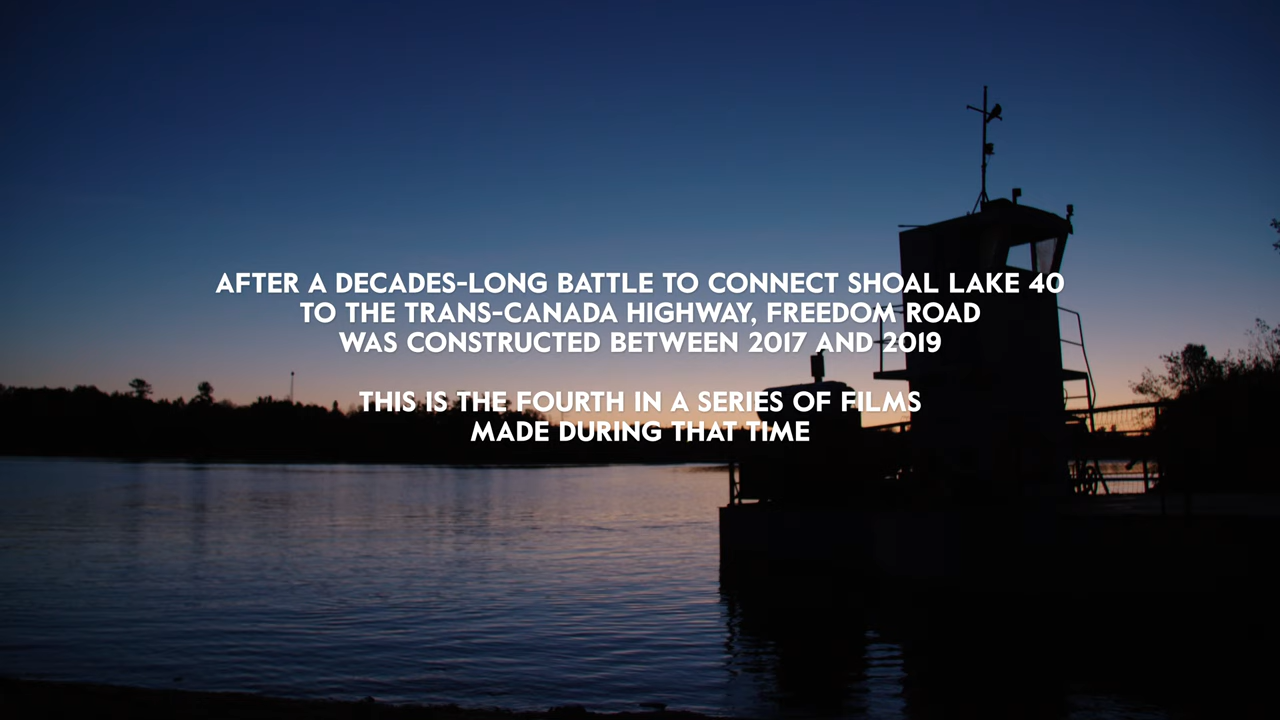 AFTER A DECADES-LONG BATTLE TO CONNECT SHOAL LAKE 40
TO THE TRANS-CANADA HIGHWAY, FREEDOM ROAD
WAS CONSTRUCTED BETWEEN 2017 AND 2019
THIS IS THE FOURTH IN A SERIES OF FILMS
MADE DURING THAT TIME